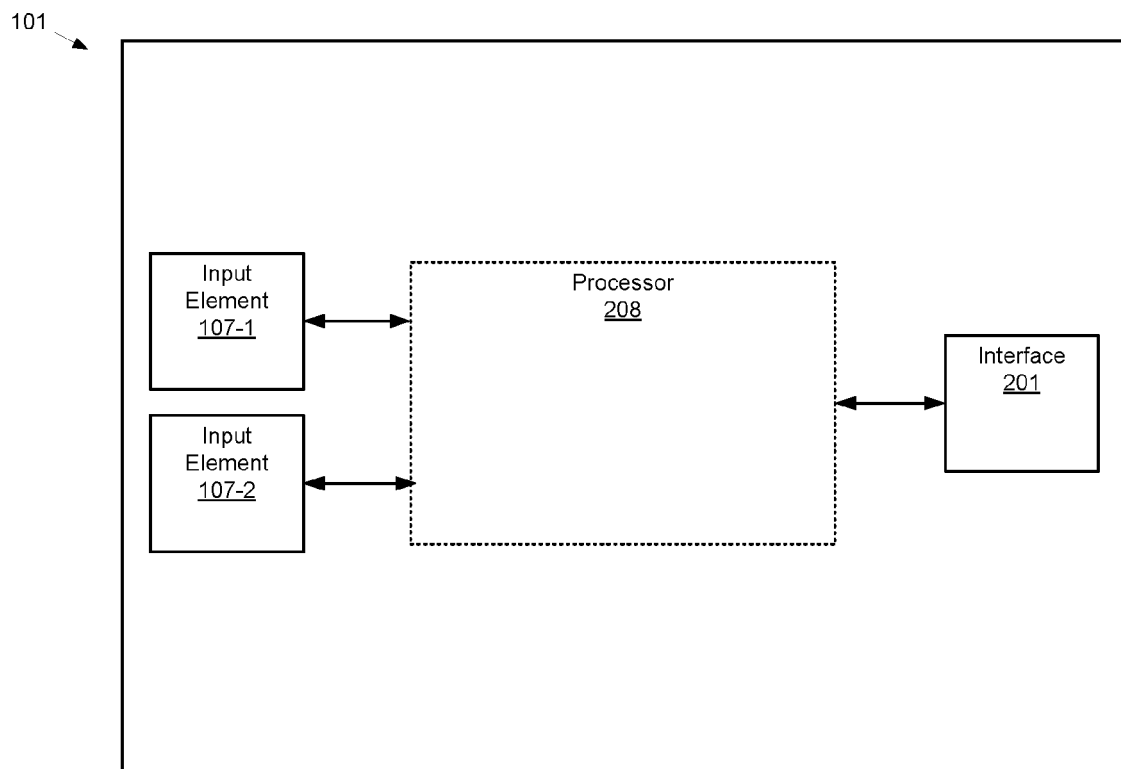 101
Input
Element
107-1
Processor
208
Interface
201
Input
Element
107-2